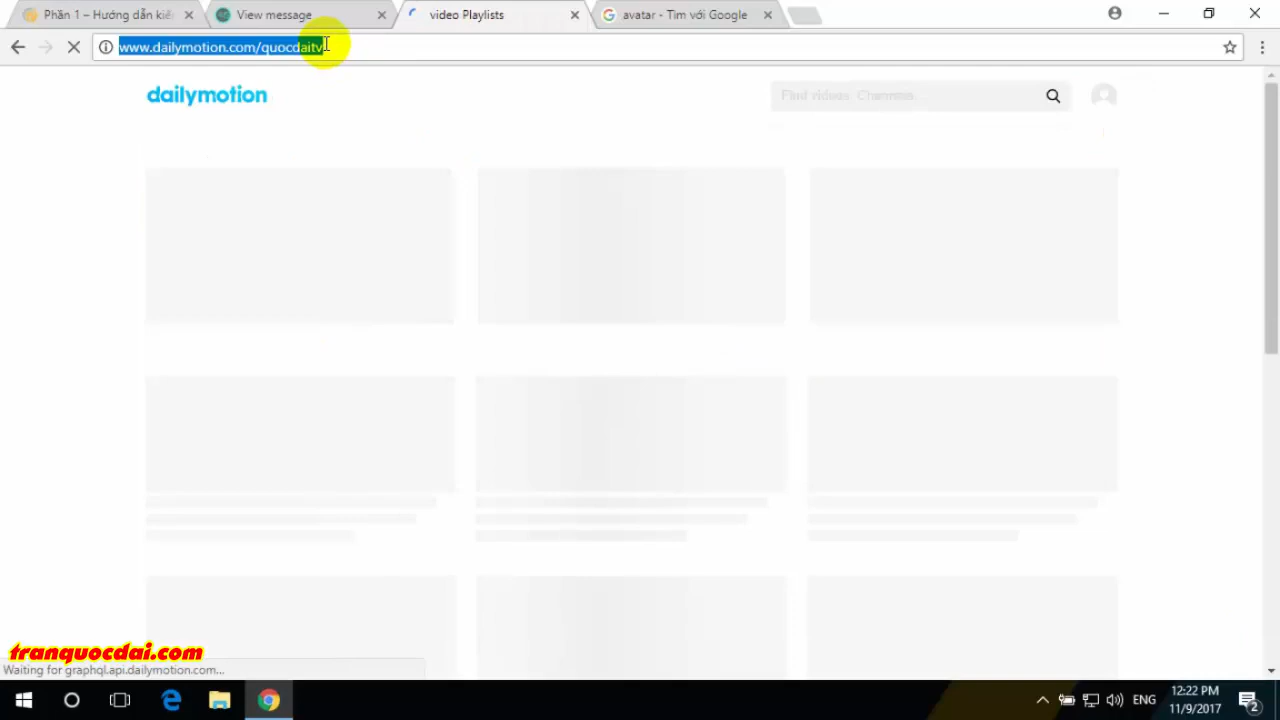 Phần 1 – Hướng dẫn kiế
View message
video Playlists
avatar - Tìm với Google
www.dailymotion.com/quocdaitv
dailymotion
Find videos, Channels
tranquocdai.com
Waiting for graphql.api.dailymotion.com...
ENG
12:22 PM
11/9/2017
2